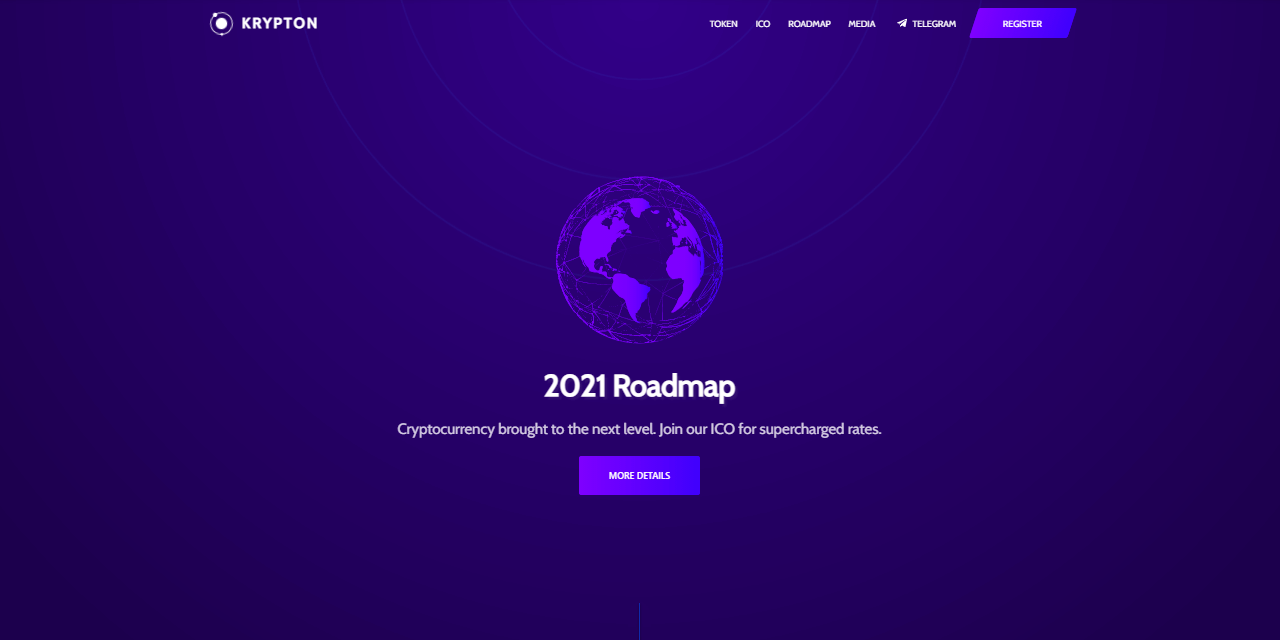 KRYPTON
TOKEN ICO ROADMAP MEDIA TELEGRAM REGISTER
2021 Roadmap
Cryptocurrency brought to the next level. Join our ICO for supercharged rates.
MORE DETAILS